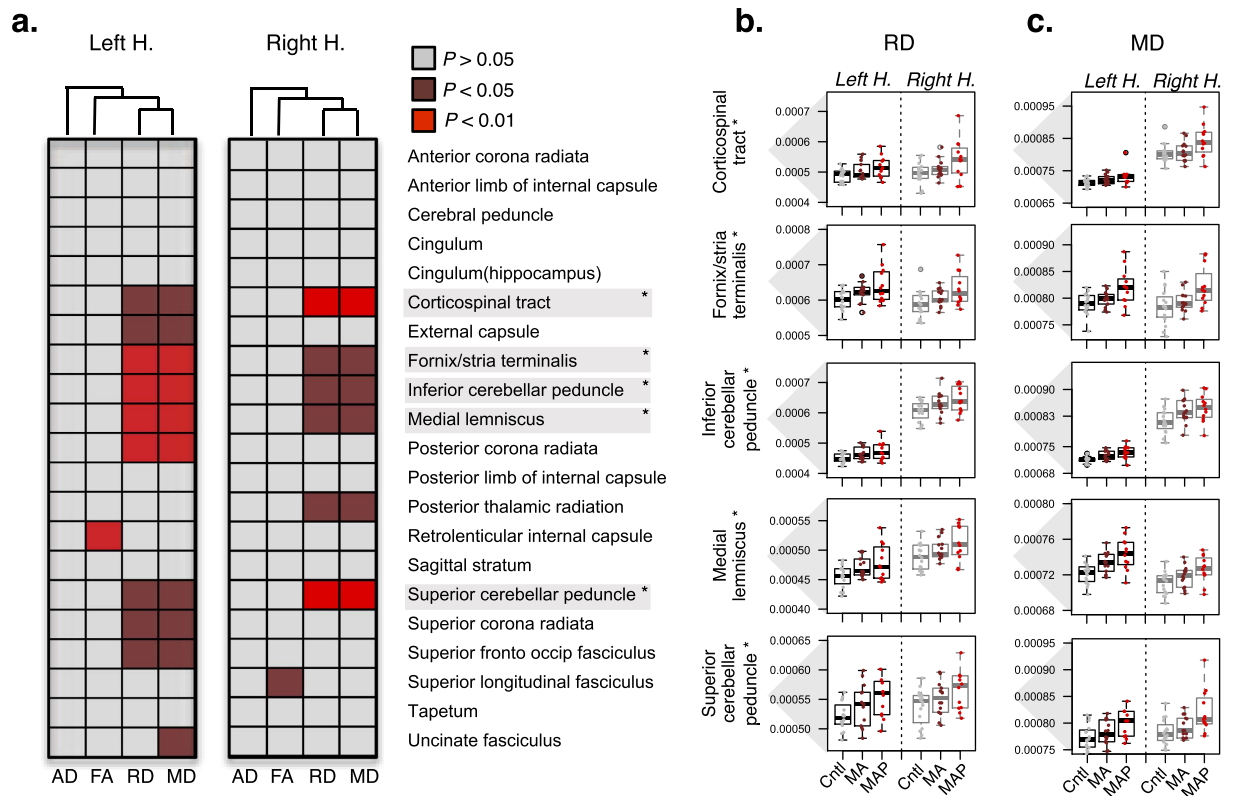 a.
Left H.
Right H.
P > 0.05
P < 0.05
P < 0.01
Anterior corona radiata
Anterior limb of internal capsule
Cerebral peduncle
Cingulum
Cingulum(hippocampus)
Corticospinal tract *
External capsule
Fornix/stria terminalis *
Inferior cerebellar peduncle *
Medial lemniscus *
Posterior corona radiata
Posterior limb of internal capsule
Posterior thalamic radiation
Retrolenticular internal capsule
Sagittal stratum
Superior cerebellar peduncle *
Superior corona radiata
Superior fronto occip fasciculus
Superior longitudinal fasciculus
Tapetum
Uncinate fasciculus
AD FA RD MD
AD FA RD MD
b.
RD
Left H. Right H.
Corticospinal
tract *
0.0007
0.0006
0.0005
0.0004
Fornix/stria
terminalis *
0.0008
0.0007
0.0006
0.0005
Inferior
cerebellar
peduncle *
0.0007
0.0006
0.0005
0.0004
Medial
lemniscus *
0.00055
0.00050
0.00045
0.00040
Superior
cerebellar
peduncle *
0.00065
0.00060
0.00055
0.00050
Cntl MA MAP Cntl MA MAP
c.
MD
Left H. Right H.
0.00095
0.00085
0.00075
0.00065
0.00090
0.00085
0.00080
0.00075
0.00090
0.00083
0.00075
0.00068
0.00080
0.00076
0.00072
0.00068
0.00095
0.00085
0.00080
0.00075
Cntl MA MAP Cntl MA MAP